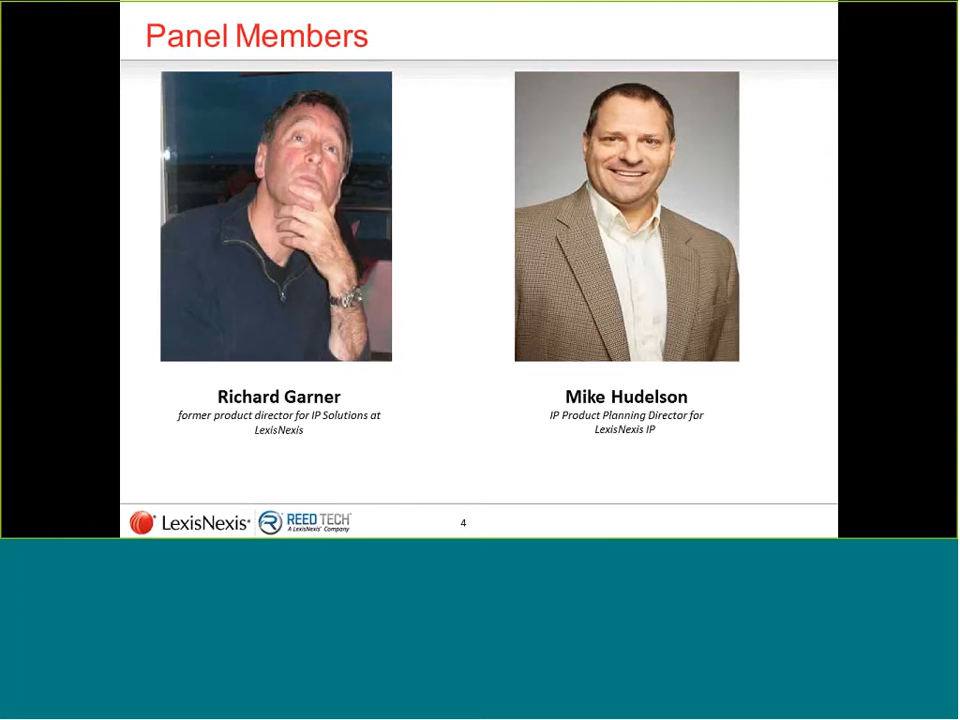 Panel Members
Richard Garner
former product director for IP Solutions at
LexisNexis
Mike Hudelson
IP Product Planning Director for
LexisNexis IP
LexisNexis®
REED TECH®
A LexisNexis® Company
4